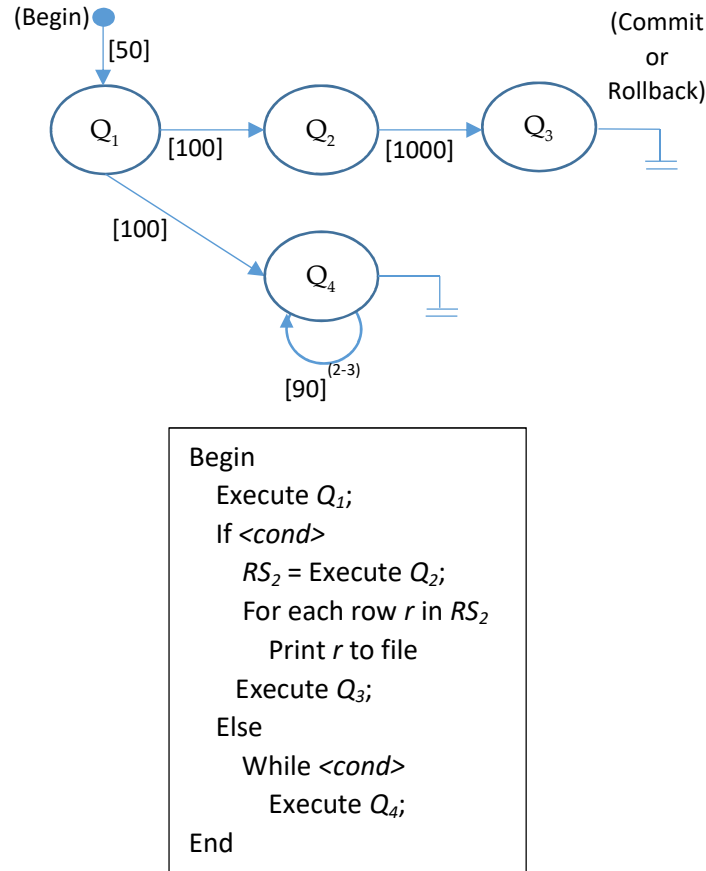 (Begin)
[50]
(Commit
or
Rollback)
Q₁
[100]
Q₂
[1000]
Q₃
[100]
Q₄
[90]⁽²⁻³⁾
Begin
Execute Q₁;
If <cond>
RS₂ = Execute Q₂;
For each row r in RS₂
Print r to file
Execute Q₃;
Else
While <cond>
Execute Q₄;
End